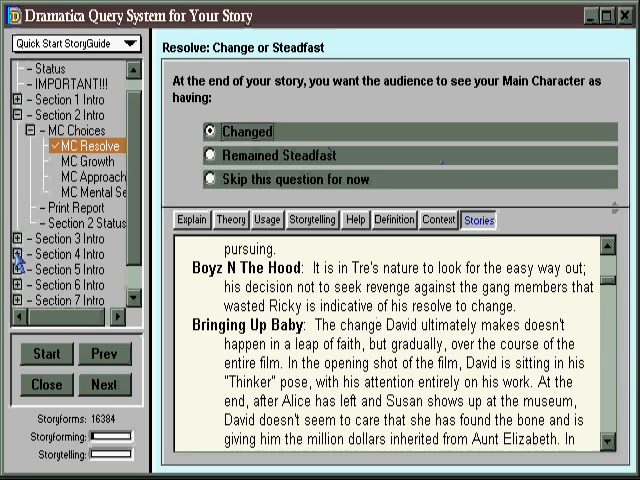 Dramatica Query System for Your Story
Quick Start StoryGuide
Status
IMPORTANT!!!
Section 1 Intro
Section 2 Intro
MC Choices
MC Resolve
MC Growth
MC Approach
MC Mental Se
Print Report
Section 2 Status
Section 3 Intro
Section 4 Intro
Section 5 Intro
Section 6 Intro
Section 7 Intro
Start Prev
Close Next
Storyforms: 16384
Storyforming:
Storytelling:
Resolve: Change or Steadfast
At the end of your story, you want the audience to see your Main Character as
having:
Changed
Remained Steadfast
Skip this question for now
Explain Theory Usage Storytelling Help Definition Context Stories
pursuing.
Boyz N The Hood: It is in Tre's nature to look for the easy way out;
his decision not to seek revenge against the gang members that
wasted Ricky is indicative of his resolve to change.
Bringing Up Baby: The change David ultimately makes doesn't
happen in a leap of faith, but gradually, over the course of the
entire film. In the opening shot of the film, David is sitting in his
"Thinker" pose, with his attention entirely on his work. At the
end, after Alice has left and Susan shows up at the museum,
David doesn't seem to care that she has found the bone and is
giving him the million dollars inherited from Aunt Elizabeth. In